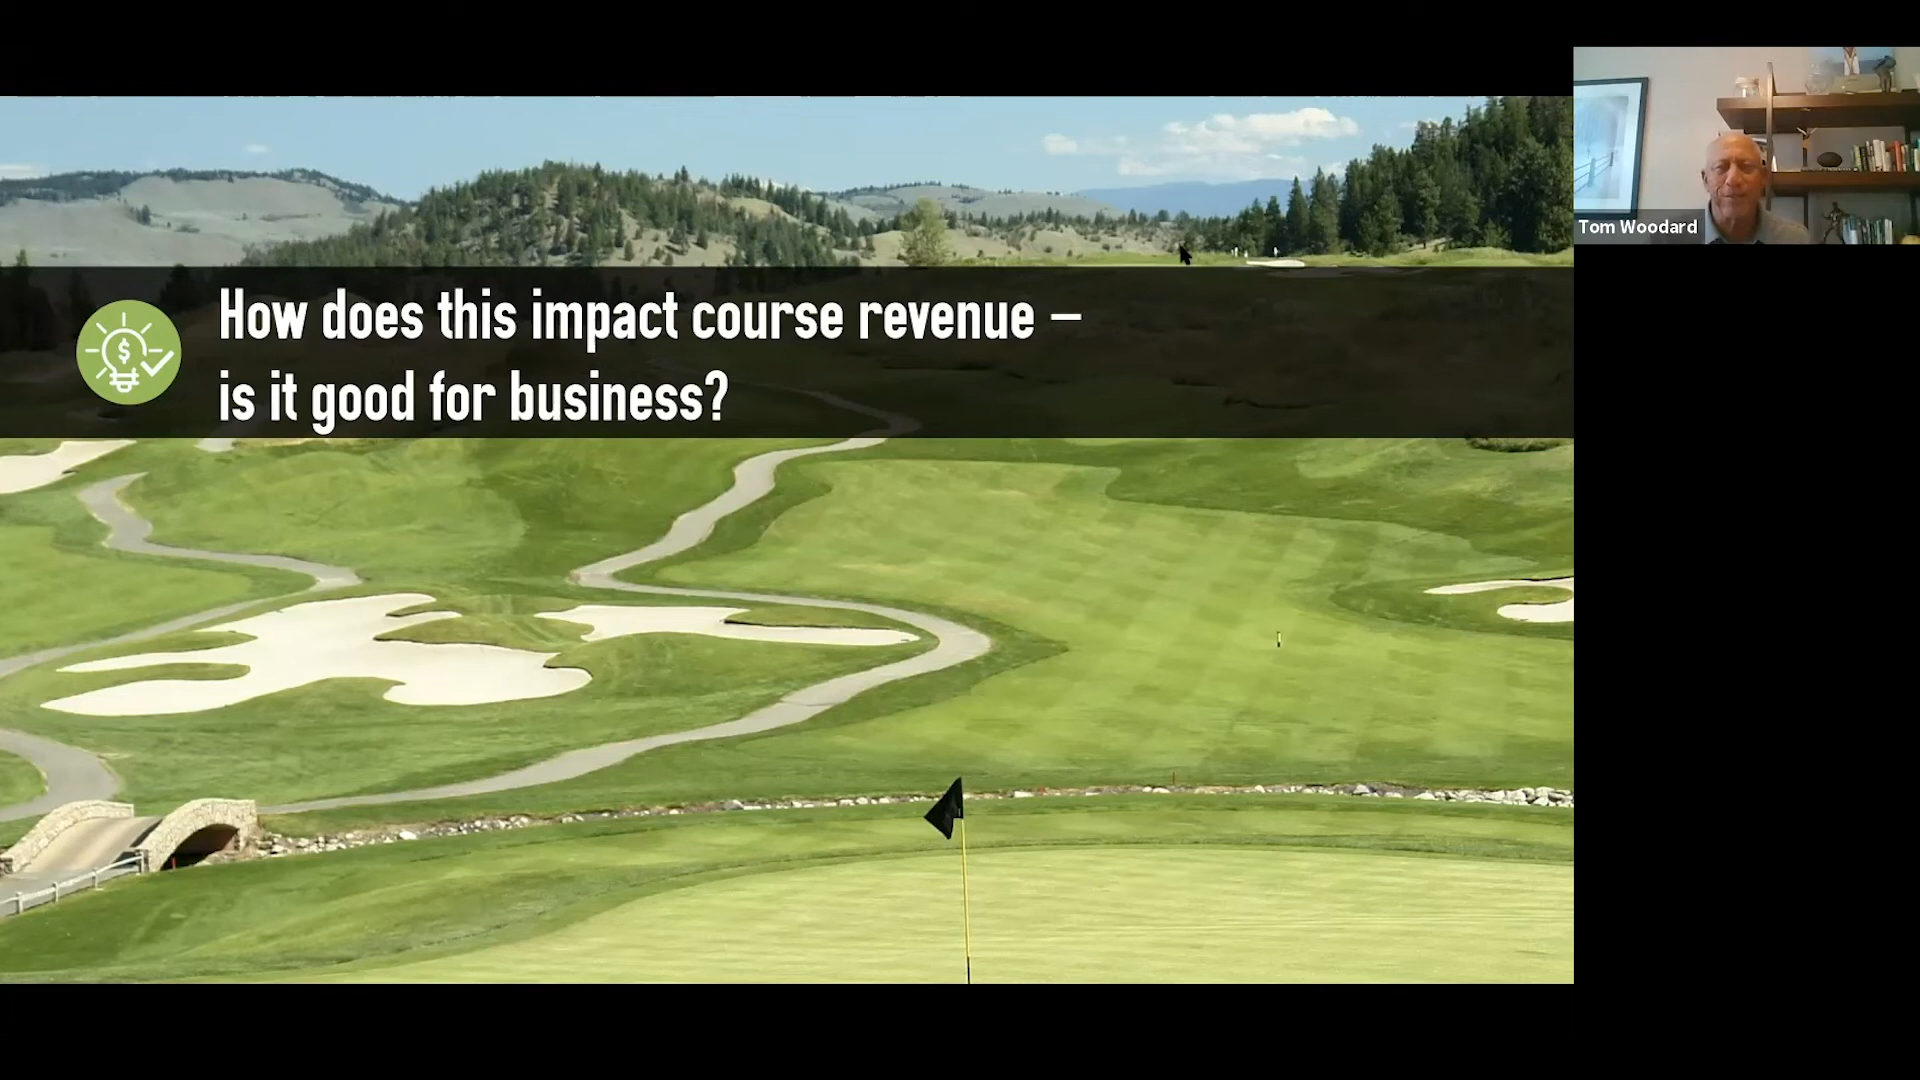 How does this impact course revenue –
is it good for business?
$
Tom Woodard